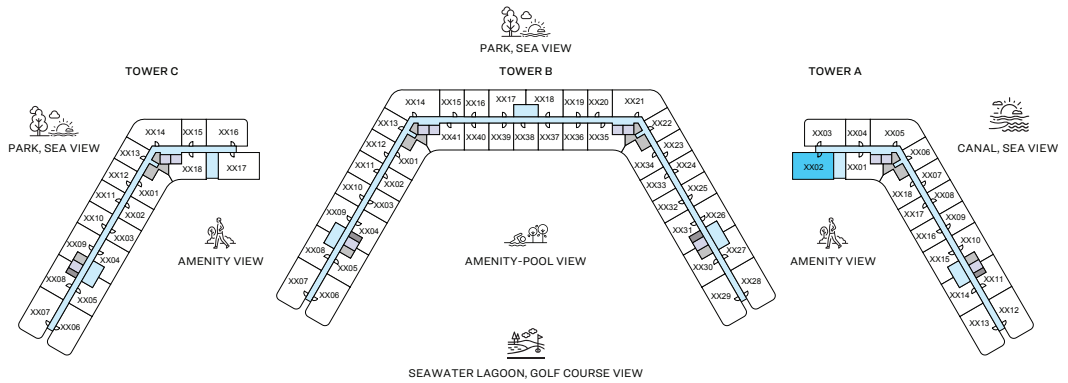 PARK, SEA VIEW
TOWER C
TOWER B
TOWER A
PARK, SEA VIEW
CANAL, SEA VIEW
XX14
XX15
XX16
XX13
XX12
XX11
XX10
XX09
XX08
XX07
XX06
XX05
XX04
XX03
XX02
XX01
XX18
XX17
AMENITY VIEW
XX14
XX15
XX16
XX17
XX18
XX19
XX20
XX21
XX13
XX12
XX11
XX10
XX09
XX08
XX07
XX06
XX05
XX04
XX03
XX02
XX01
XX41
XX40
XX39
XX38
XX37
XX36
XX35
XX22
XX23
XX24
XX25
XX26
XX27
XX28
XX29
XX30
XX31
XX32
XX33
XX34
AMENITY-POOL VIEW
XX03
XX04
XX05
XX02
XX01
XX06
XX07
XX08
XX09
XX10
XX11
XX12
XX13
XX14
XX15
XX16
XX17
XX18
AMENITY VIEW
SEAWATER LAGOON, GOLF COURSE VIEW